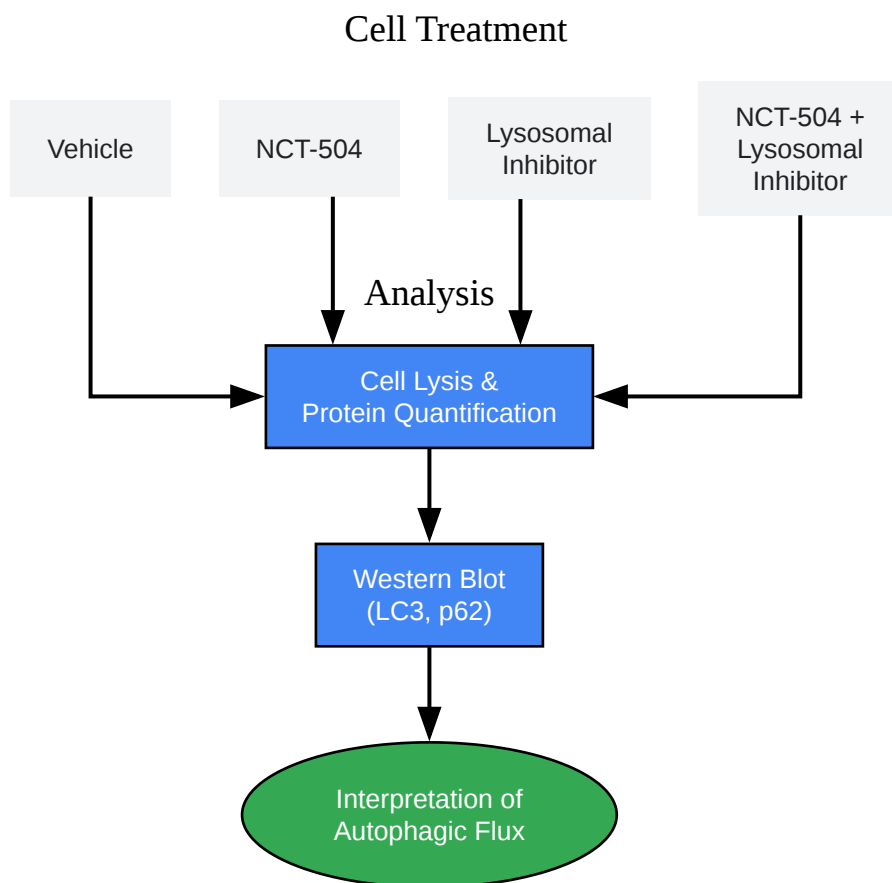 Cell Treatment
Vehicle
NCT-504
Lysosomal
Inhibitor
NCT-504 +
Lysosomal
Inhibitor
Analysis
Cell Lysis &
Protein Quantification
Western Blot
(LC3, p62)
Interpretation of
Autophagic Flux